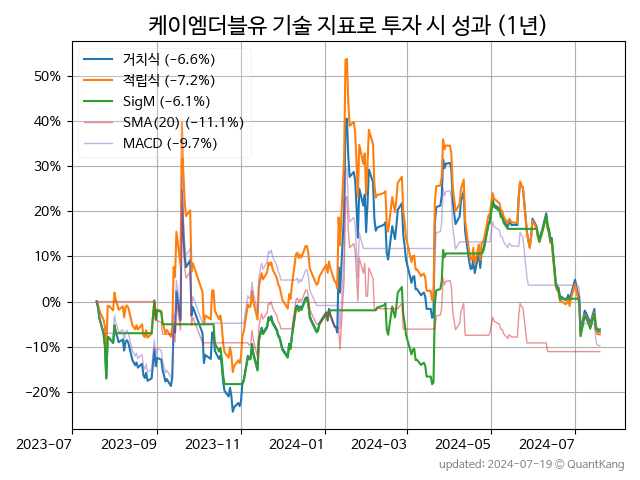 케이엠더블유 기술 지표로 투자 시 성과 (1년)
거치식 (−6.6%)
적립식 (−7.2%)
SigM (−6.1%)
SMA(20) (−11.1%)
MACD (−9.7%)
50%
40%
30%
20%
10%
0%
−10%
−20%
2023-07 2023-09 2023-11 2024-01 2024-03 2024-05 2024-07
updated: 2024-07-19 © QuantKang